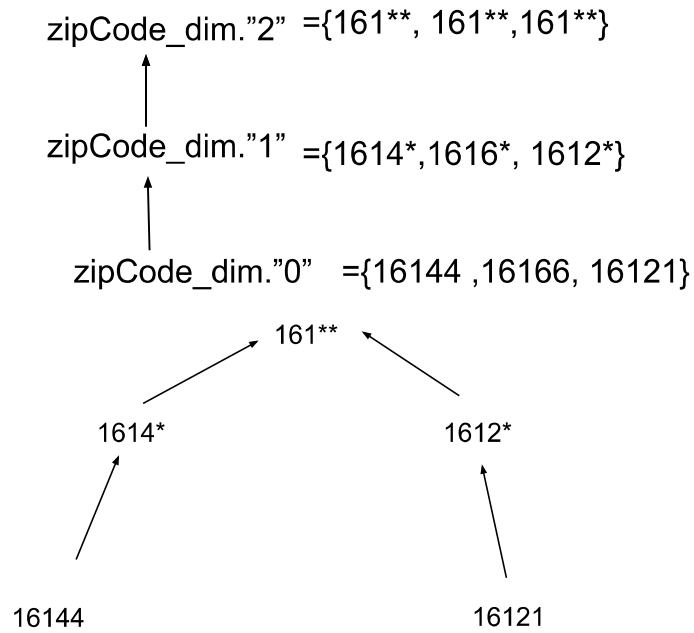 zipCode_dim.”2” ={161**, 161**,161**}
zipCode_dim.”1” ={1614*,1616*, 1612*}
zipCode_dim.”0” ={16144 ,16166, 16121}
161**
1614* 1612*
16144 16121